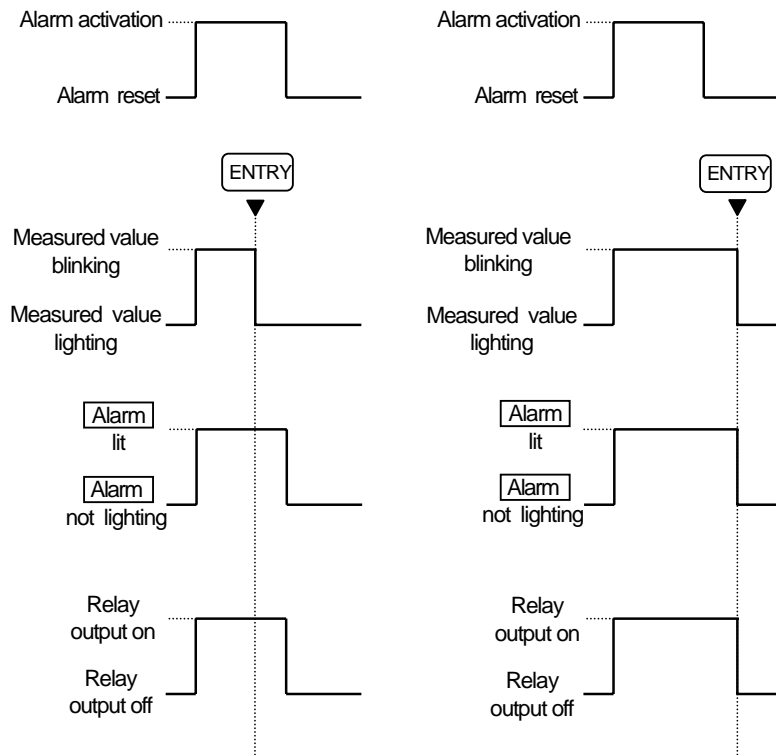 Alarm activation
Alarm reset
ENTRY
Measured value
blinking
Measured value
lighting
Alarm
lit
Alarm
not lighting
Relay
output on
Relay
output off
Alarm activation
Alarm reset
ENTRY
Measured value
blinking
Measured value
lighting
Alarm
lit
Alarm
not lighting
Relay
output on
Relay
output off